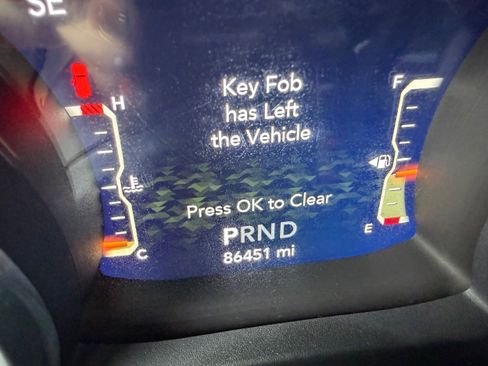 SE
H
F
Key Fob
has Left
the Vehicle
Press OK to Clear
C
E
PRND
86451 mi